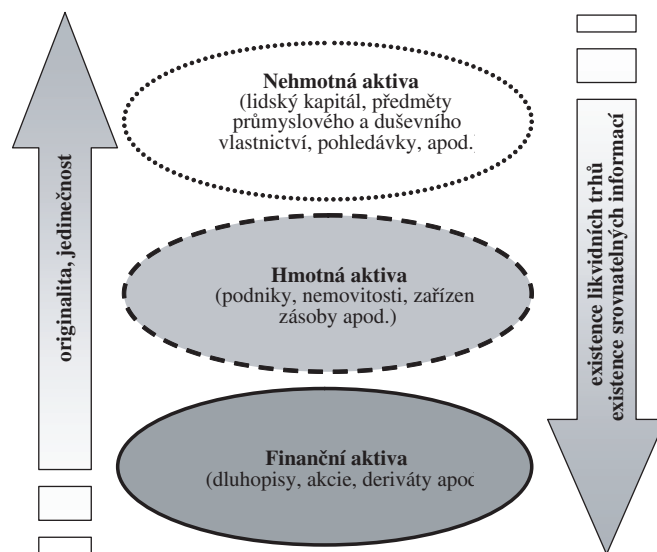 Nehmotná aktiva
(lidský kapitál, předměty
průmyslového a duševního
vlastnictví, pohledávky, apod.
originalita, jedinečnost
existence likvidních trhů
existence srovnatelných informací
Hmotná aktiva
(podniky, nemovitosti, zařízen
zásoby apod.)
Finanční aktiva
(dluhopisy, akcie, deriváty apod